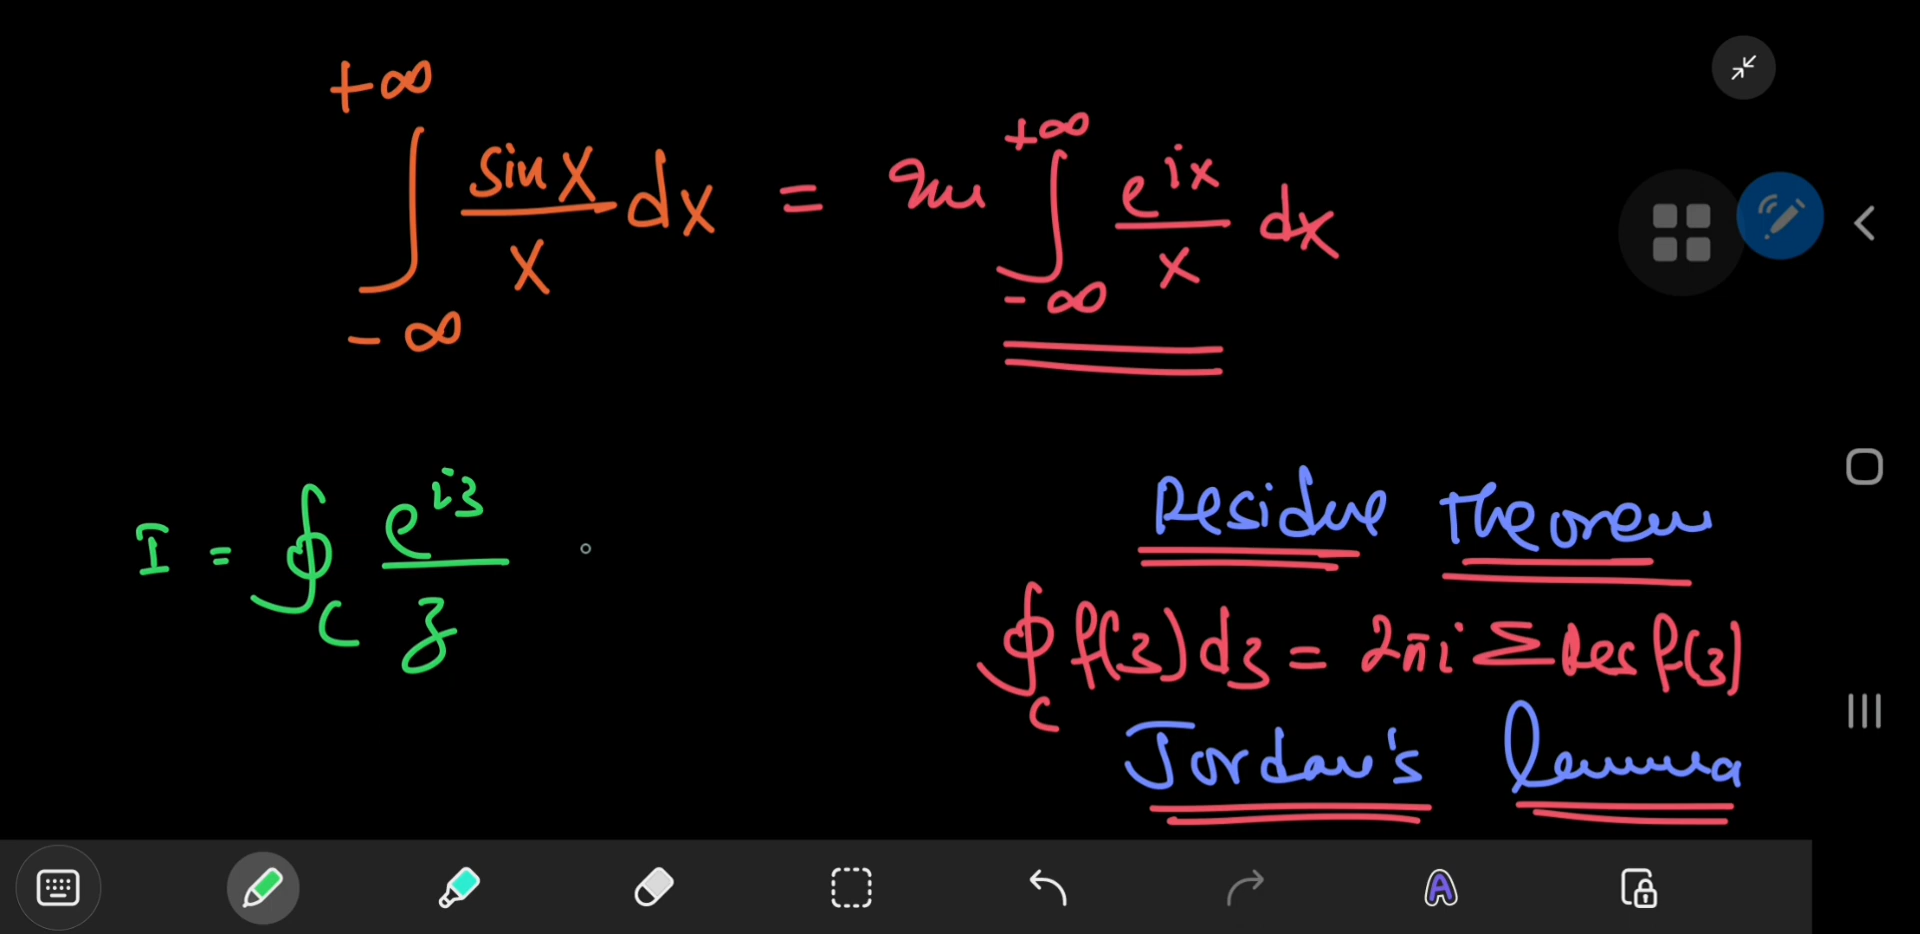 ∫_{-∞}^{+∞} sin x / x dx = Im ∫_{-∞}^{+∞} e^{ix} / x dx
I = ∮_C e^{iz} / z
Residue Theorem
∮_C f(z) dz = 2πi Σ Res f(z)
Jordan's lemma
A